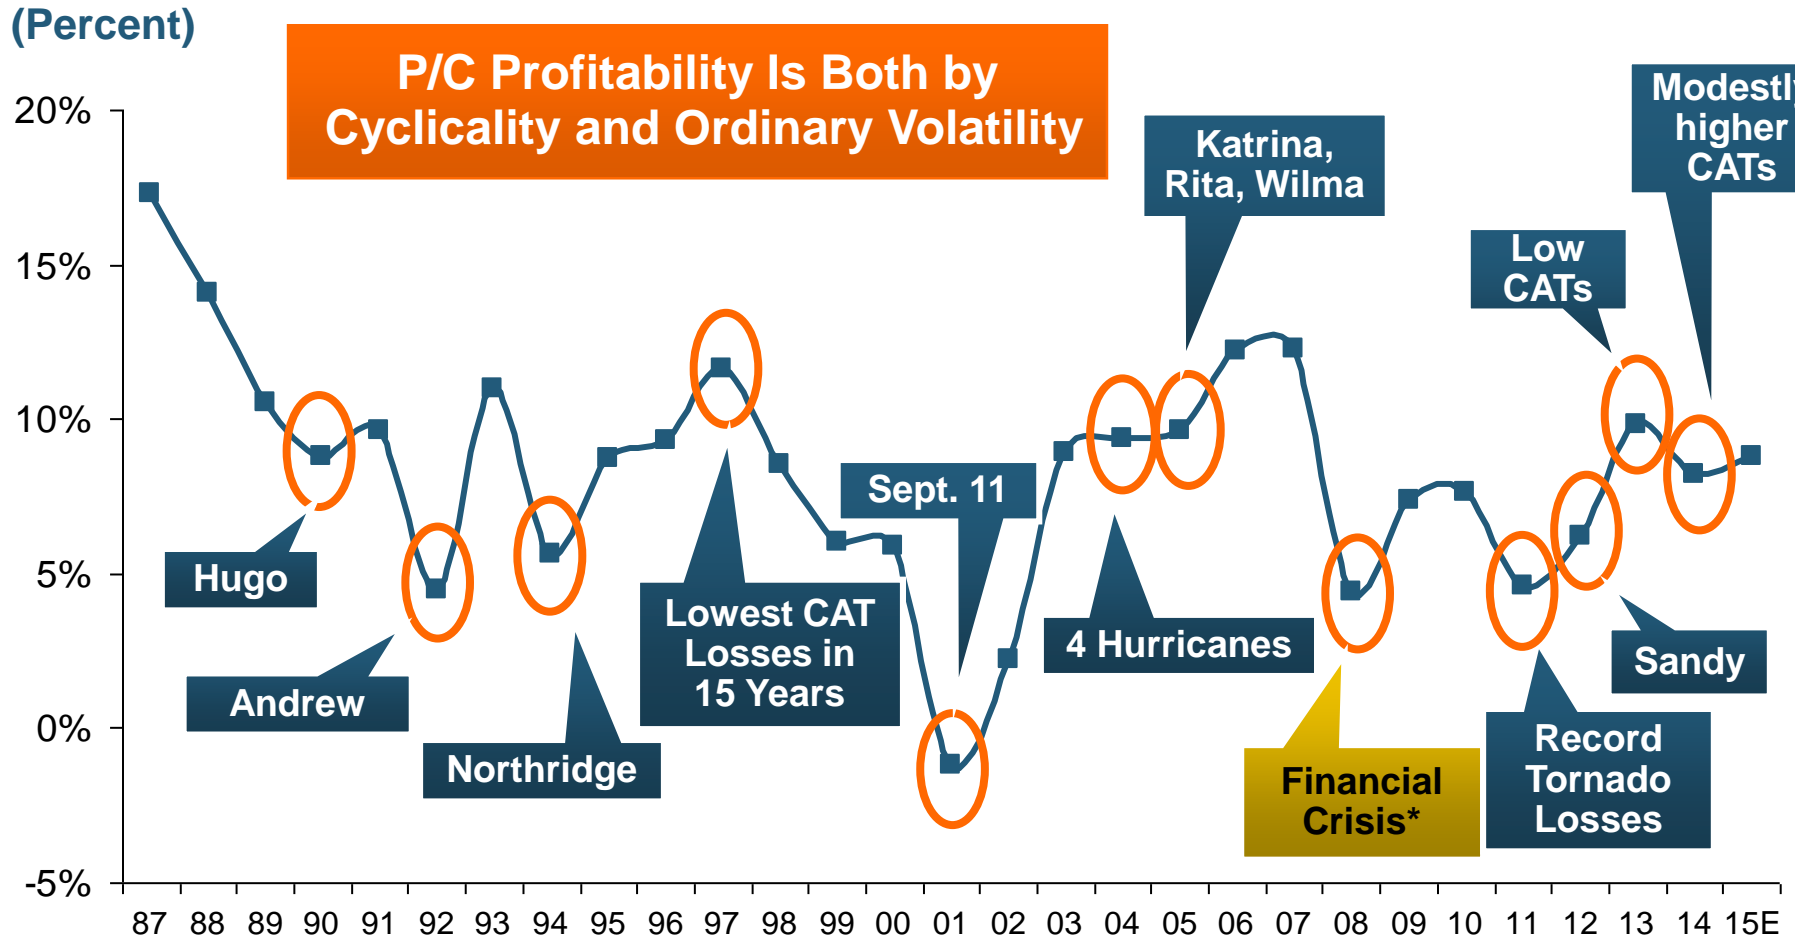 (Percent)
P/C Profitability Is Both by
Cyclicality and Ordinary Volatility
20%
15%
10%
5%
0%
-5%
Hugo
Andrew
Northridge
Lowest CAT
Losses in
15 Years
Sept. 11
4 Hurricanes
Katrina,
Rita, Wilma
Financial
Crisis*
Record
Tornado
Losses
Sandy
Low
CATs
Modestly
higher
CATs
87 88 89 90 91 92 93 94 95 96 97 98 99 00 01 02 03 04 05 06 07 08 09 10 11 12 13 14 15E